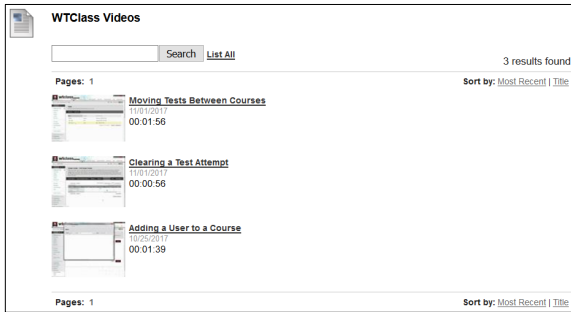 WTClass Videos
Search List All
3 results found
Pages: 1 Sort by: Most Recent | Title
Moving Tests Between Courses
11/01/2017
00:01:56
Clearing a Test Attempt
11/01/2017
00:00:56
Adding a User to a Course
10/25/2017
00:01:39
Pages: 1 Sort by: Most Recent | Title